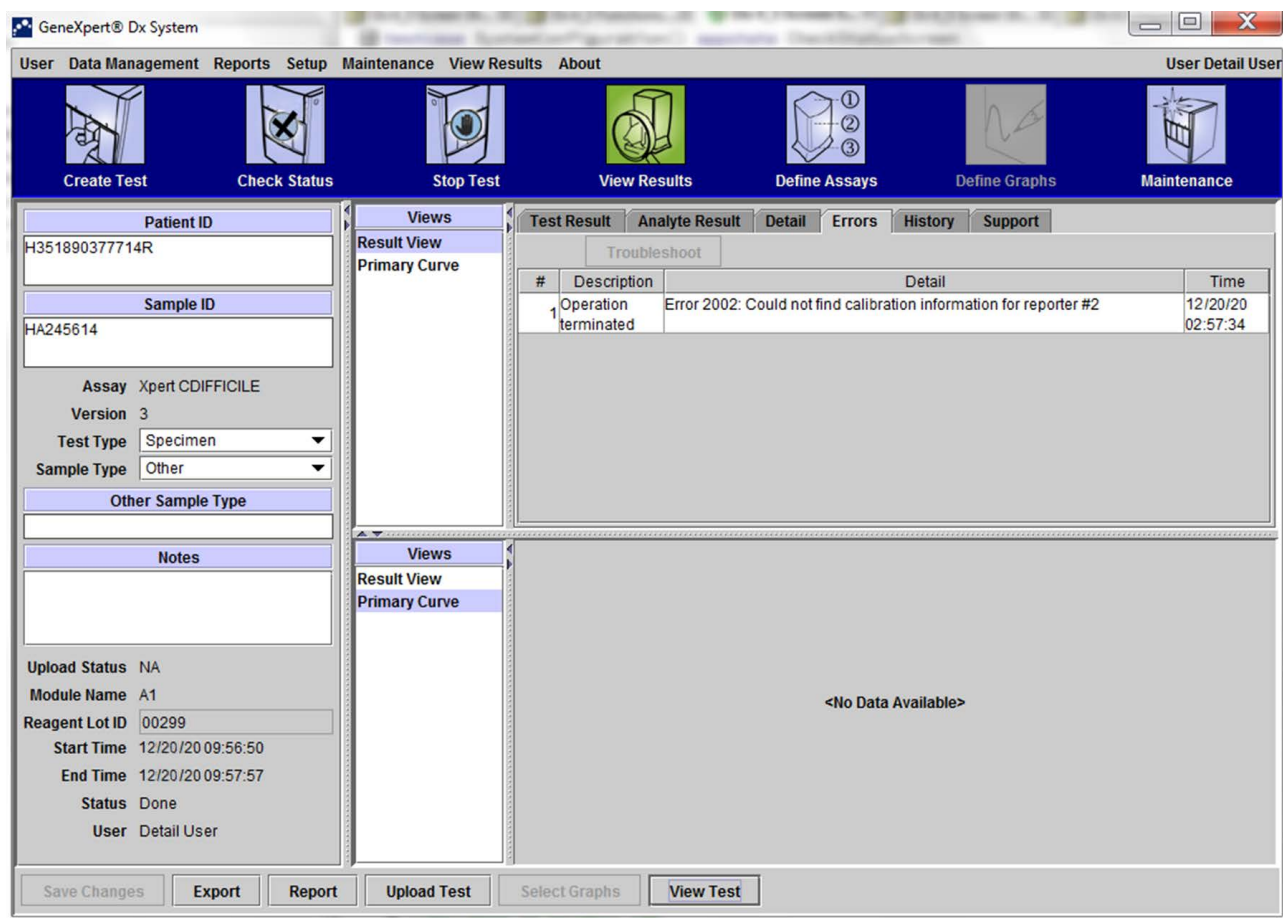 GeneXpert® Dx System
User Data Management Reports Setup Maintenance View Results About User Detail User
Create Test Check Status Stop Test View Results Define Assays Define Graphs Maintenance
Patient ID
H351890377714R
Sample ID
HA245614
Assay Xpert CDIFFICILE
Version 3
Test Type Specimen
Sample Type Other
Other Sample Type
Notes
Upload Status NA
Module Name A1
Reagent Lot ID 00299
Start Time 12/20/20 09:56:50
End Time 12/20/20 09:57:57
Status Done
User Detail User
Views
Result View
Primary Curve
Test Result Analyte Result Detail Errors History Support
Troubleshoot
# Description Detail Time
1 Operation terminated Error 2002: Could not find calibration information for reporter #2 12/20/20 02:57:34
Views
Result View
Primary Curve
<No Data Available>
Save Changes Export Report Upload Test Select Graphs View Test